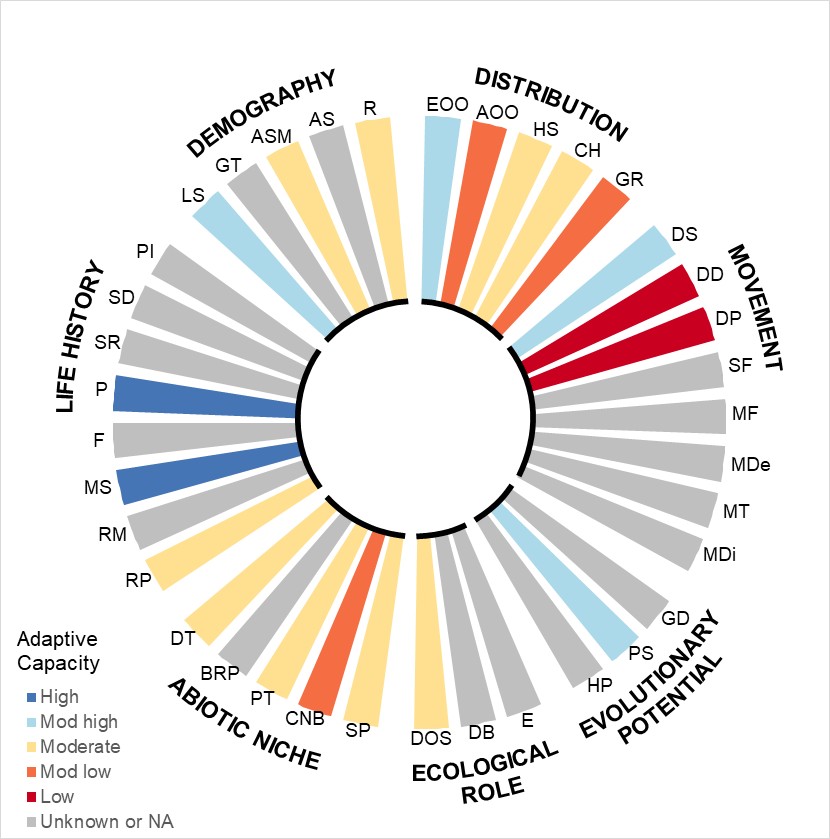 DISTRIBUTION
EOO
AOO
HS
CH
GR
MOVEMENT
DS
DD
DP
SF
MF
MDe
MT
MDi
EVOLUTIONARY
POTENTIAL
GD
PS
HP
ECOLOGICAL
ROLE
E
DB
DOS
ABIOTIC NICHE
SP
CNB
PT
BRP
DT
LIFE HISTORY
RP
RM
MS
F
P
SR
SD
PI
DEMOGRAPHY
LS
GT
ASM
AS
R
Adaptive
Capacity
High
Mod high
Moderate
Mod low
Low
Unknown or NA